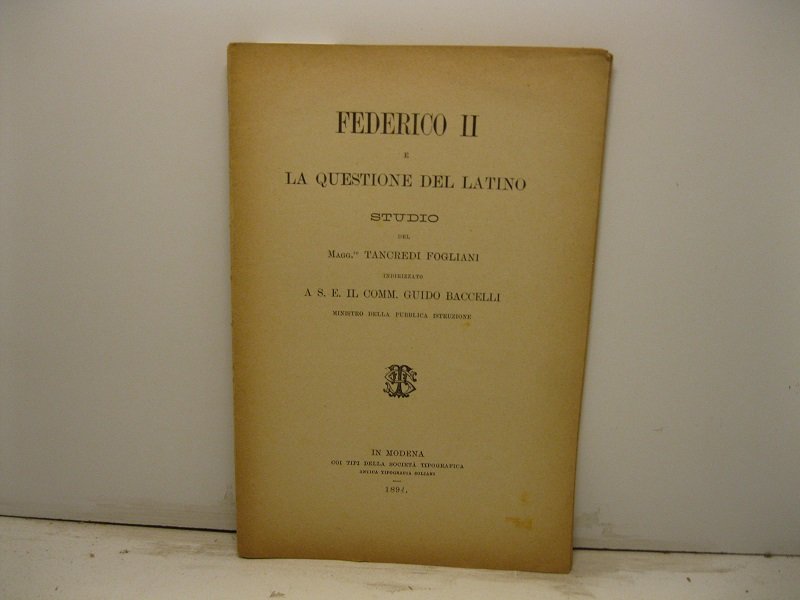 FEDERICO II
E
LA QUESTIONE DEL LATINO
STUDIO
DEL
MAGG.re TANCREDI FOGLIANI
INDIRIZZATO
A S. E. IL COMM. GUIDO BACCELLI
MINISTRO DELLA PUBBLICA ISTRUZIONE
IN MODENA
COI TIPI DELLA SOCIETÀ TIPOGRAFICA
ANTICA TIPOGRAFIA SOLIANI
1894.